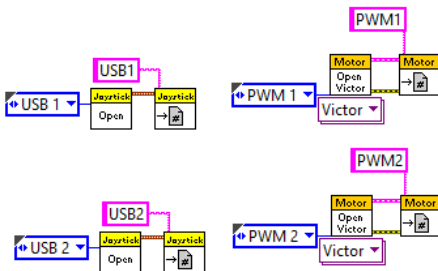 PWM1
USB1
Motor
Motor
Open
Victor
#
Joystick
Joystick
USB 1
Open
#
PWM 1
Victor
PWM2
USB2
Motor
Motor
Open
Victor
#
Joystick
Joystick
USB 2
Open
#
PWM 2
Victor